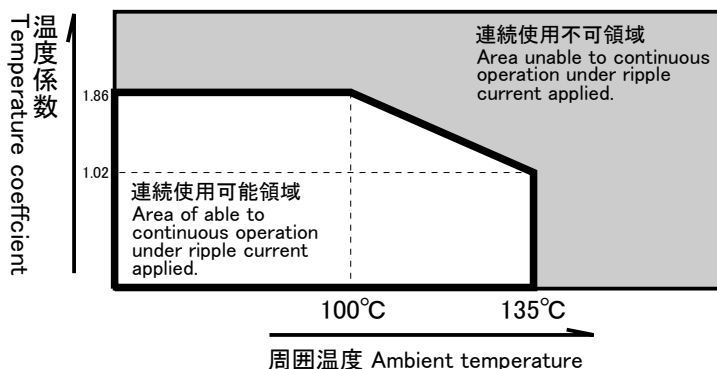 温度係数
Temperature coeffcient
連続使用不可領域
Area unable to continuous
operation under ripple
current applied.
1.86
1.02
連続使用可能領域
Area of able to
continuous operation
under ripple current
applied.
100℃
135℃
周囲温度 Ambient temperature